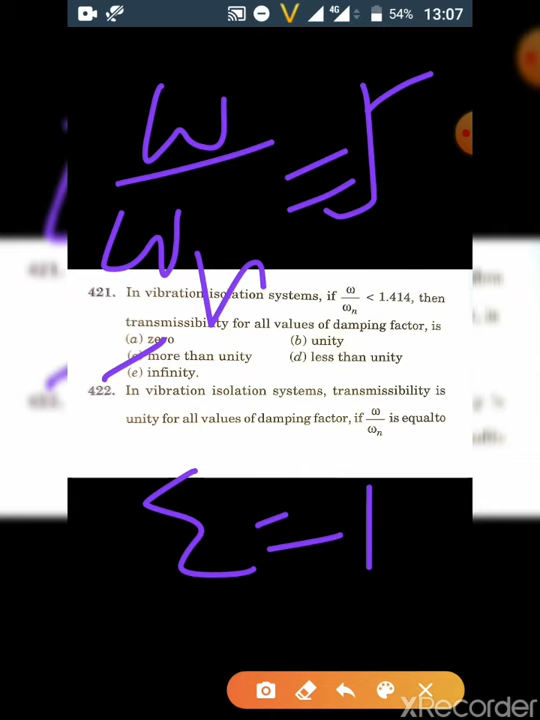 54% 13:07
ω
— = r
ωn
421. In vibration isolation systems, if ω/ωn < 1.414, then
transmissibility for all values of damping factor, is
(a) zero (b) unity
(c) more than unity (d) less than unity
(e) infinity.
422. In vibration isolation systems, transmissibility is
unity for all values of damping factor, if ω/ωn is equal to
Σ = 1
XRecorder